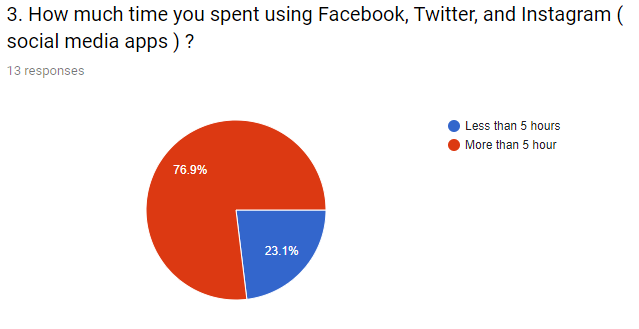 3. How much time you spent using Facebook, Twitter, and Instagram (
social media apps ) ?
13 responses
Less than 5 hours
More than 5 hour
76.9%
23.1%